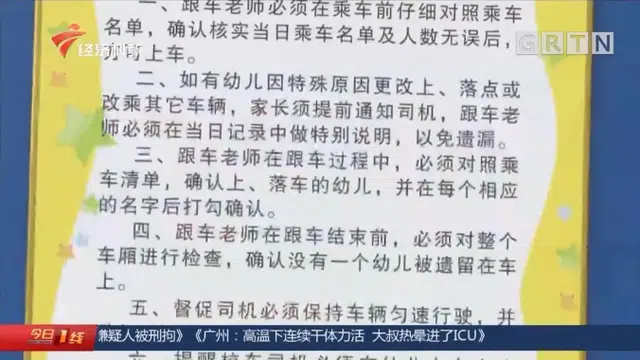 一、跟车老师必须在乘车前仔细对照乘车
名单，确认核实当日乘车名单及人数无误后，
方可上车。
二、如有幼儿因特殊原因更改上、落点或
改乘其它车辆，家长须提前通知司机，跟车老
师必须在当日记录中做特别说明，以免遗漏。
三、跟车老师在跟车过程中，必须对照乘
车清单，确认上、落车的幼儿，并在每个相应
的名字后打勾确认。
四、跟车老师在跟车结束前，必须对整个
车厢进行检查，确认没有一个幼儿被遗留在车
上。
五、督促司机必须保持车辆匀速行驶，并
GRTN
今日一线
嫌疑人被刑拘》《广州：高温下连续干体力活 大叔热晕进了ICU》